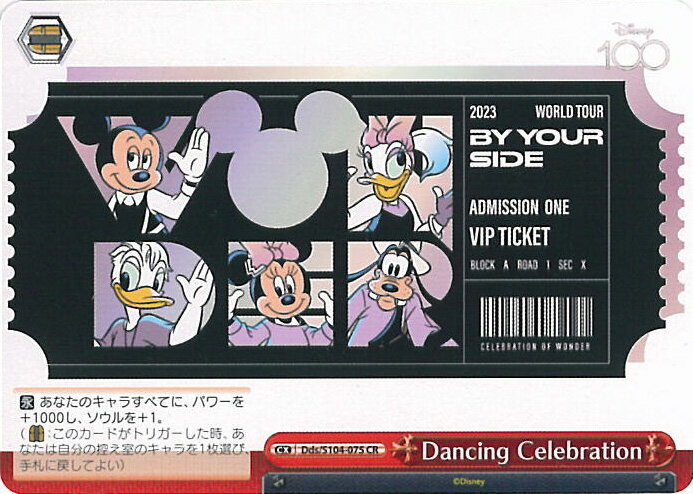 Disney
100
2023 WORLD TOUR
BY YOUR
SIDE
ADMISSION ONE
VIP TICKET
BLOCK A ROAD 1 SEC X
CELEBRATION OF WONDER
永 あなたのキャラすべてに、パワーを
+1000し、ソウルを+1。
(:このカードがトリガーした時、あ
なたは自分の控え室のキャラを1枚選び、
手札に戻してよい)
CX Dds/S104-075 CR Dancing Celebration
©Disney